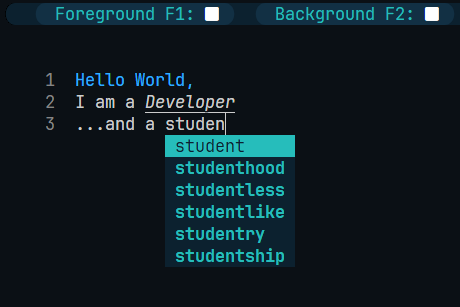 Foreground F1: Background F2:
1 Hello World,
2 I am a Developer
3 ...and a studen
student
studenthood
studentless
studentlike
studentry
studentship